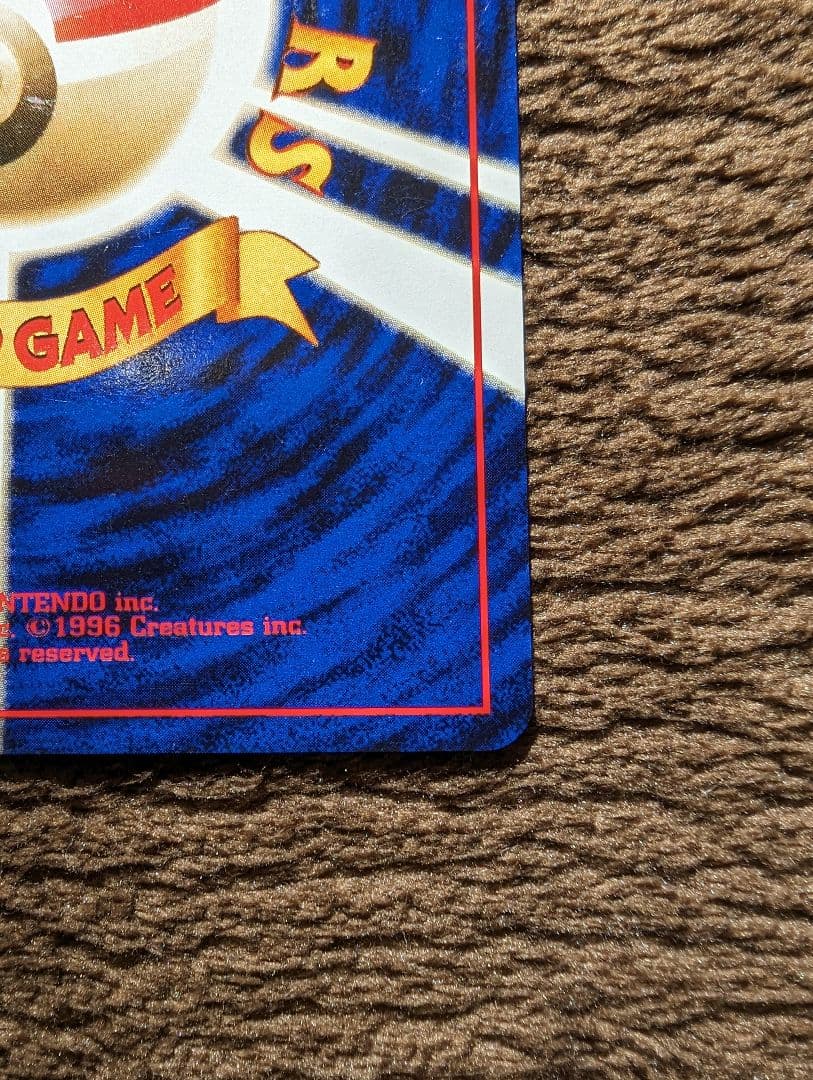 R
S
GAME
NTENDO inc.
©1996 Creatures inc.
reserved.